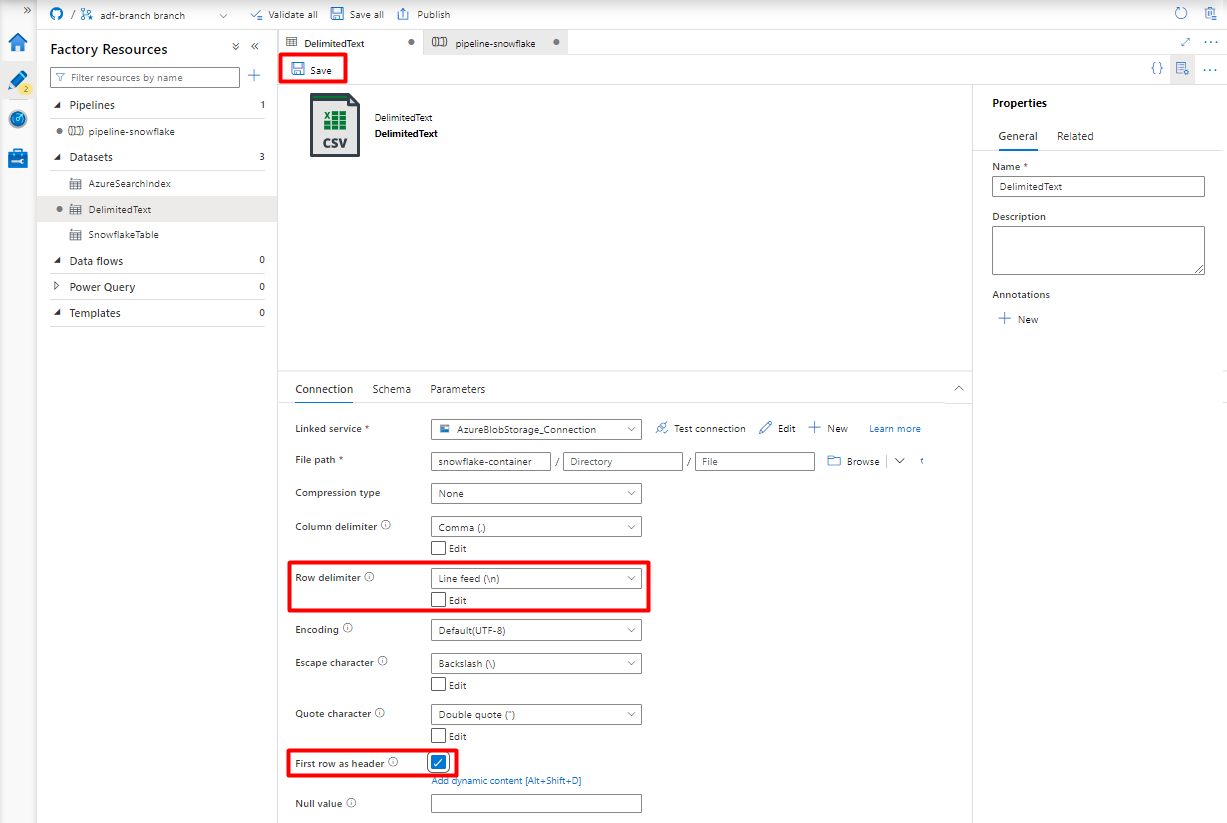 / adf-branch branch Validate all Save all Publish
Factory Resources
Filter resources by name
Pipelines 1
pipeline-snowflake
Datasets 3
AzureSearchIndex
DelimitedText
SnowflakeTable
Data flows 0
Power Query 0
Templates 0
2
DelimitedText pipeline-snowflake
Save
CSV
DelimitedText
DelimitedText
Connection Schema Parameters
Linked service * AzureBlobStorage_Connection Test connection Edit New Learn more
File path * snowflake-container / Directory / File Browse
Compression type None
Column delimiter Comma (,)
Edit
Row delimiter Line feed (\n)
Edit
Encoding Default(UTF-8)
Escape character Backslash (\)
Edit
Quote character Double quote (")
Edit
First row as header
Add dynamic content [Alt+Shift+D]
Null value
Properties
General Related
Name *
DelimitedText
Description
Annotations
New